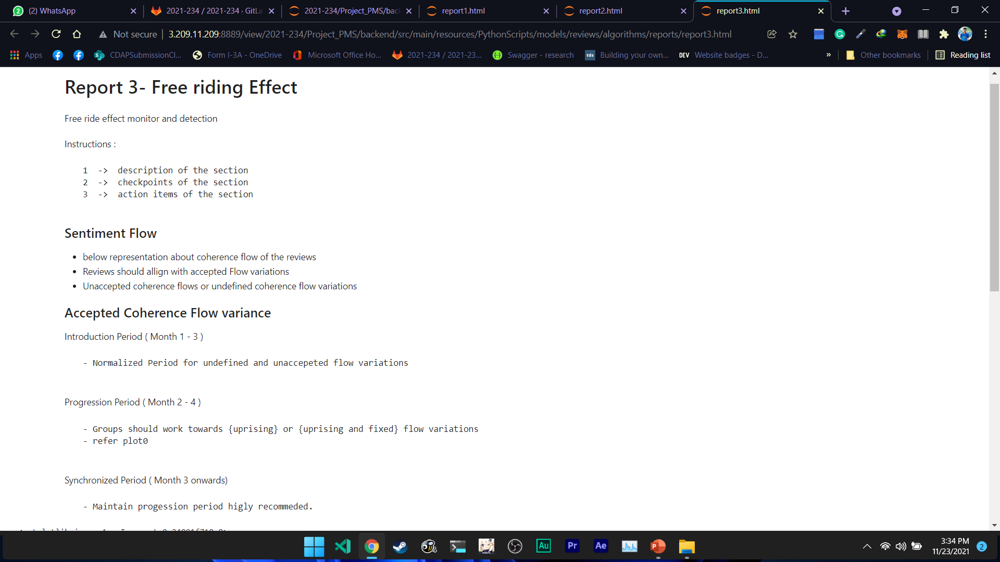 (2) WhatsApp
2021-234 / 2021-234 · GitLa
2021-234/Project_PMS/back
report1.html
report2.html
report3.html
Not secure
3.209.11.209:8889/view/2021-234/Project_PMS/backend/src/main/resources/PythonScripts/models/reviews/algorithms/reports/report3.html
Apps
CDAPSubmissionCl...
Form I-3A - OneDrive
Microsoft Office Ho...
2021-234 / 2021-23...
Swagger - research
tds
Building your own...
DEV
Website badges - D...
»
Other bookmarks
Reading list
Report 3- Free riding Effect
Free ride effect monitor and detection
Instructions :
1 -> description of the section
2 -> checkpoints of the section
3 -> action items of the section
Sentiment Flow
• below representation about coherence flow of the reviews
• Reviews should allign with accepted Flow variations
• Unaccepted coherence flows or undefined coherence flow variations
Accepted Coherence Flow variance
Introduction Period ( Month 1 - 3 )
- Normalized Period for undefined and unaccepeted flow variations
Progression Period ( Month 2 - 4 )
- Groups should work towards {uprising} or {uprising and fixed} flow variations
- refer plot0
Synchronized Period ( Month 3 onwards)
- Maintain progession period higly recommeded.
Au
Pr
Ae
3:34 PM
11/23/2021
2